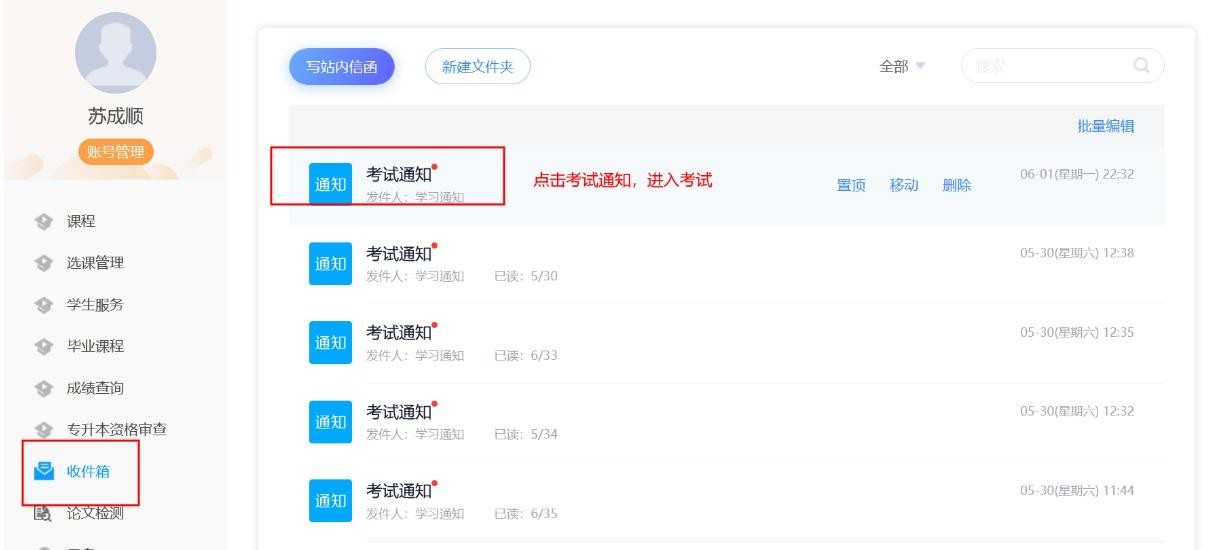 苏成顺
账号管理
课程
选课管理
学生服务
毕业课程
成绩查询
专升本资格审查
收件箱
论文检测
写站内信函
新建文件夹
全部
搜索
批量编辑
通知
考试通知
发件人：学习通知
点击考试通知，进入考试
置顶 移动 删除
06-01(星期一) 22:32
通知
考试通知
发件人：学习通知 已读：5/30
05-30(星期六) 12:38
通知
考试通知
发件人：学习通知 已读：6/33
05-30(星期六) 12:35
通知
考试通知
发件人：学习通知 已读：5/34
05-30(星期六) 12:32
通知
考试通知
发件人：学习通知 已读：6/35
05-30(星期六) 11:44